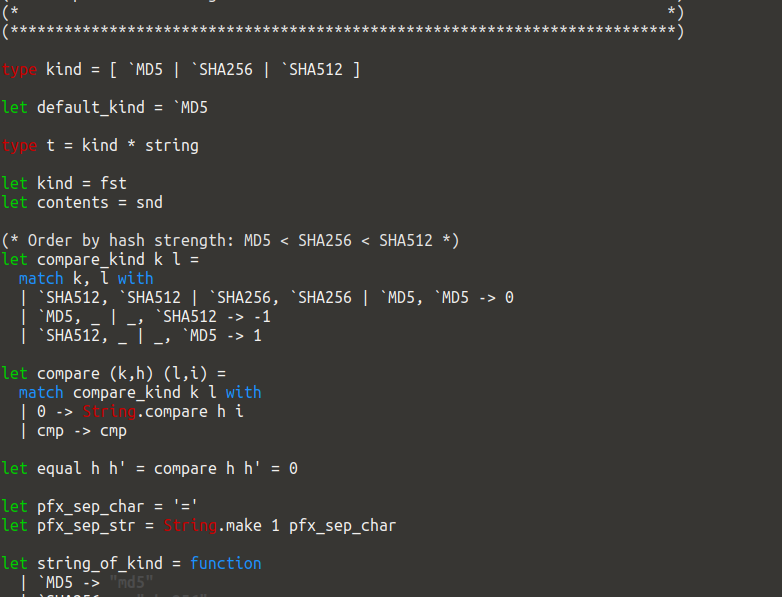 (*                                                                        *)
(**************************************************************************)

type kind = [ `MD5 | `SHA256 | `SHA512 ]

let default_kind = `MD5

type t = kind * string

let kind = fst
let contents = snd

(* Order by hash strength: MD5 < SHA256 < SHA512 *)
let compare_kind k l =
  match k, l with
  | `SHA512, `SHA512 | `SHA256, `SHA256 | `MD5, `MD5 -> 0
  | `MD5, _ | _, `SHA512 -> -1
  | `SHA512, _ | _, `MD5 -> 1

let compare (k,h) (l,i) =
  match compare_kind k l with
  | 0 -> String.compare h i
  | cmp -> cmp

let equal h h' = compare h h' = 0

let pfx_sep_char = '='
let pfx_sep_str = String.make 1 pfx_sep_char

let string_of_kind = function
  | `MD5 -> "md5"